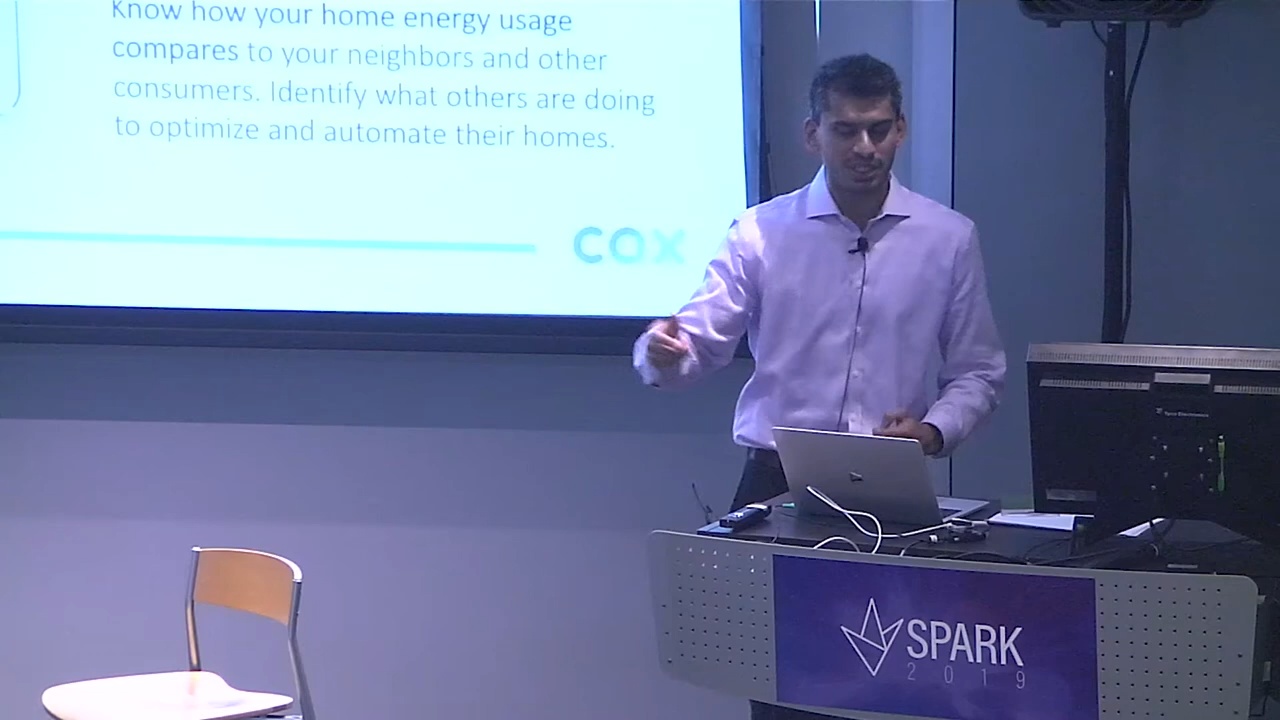 Know how your home energy usage
compares to your neighbors and other
consumers. Identify what others are doing
to optimize and automate their homes.
COX
SPARK
2019